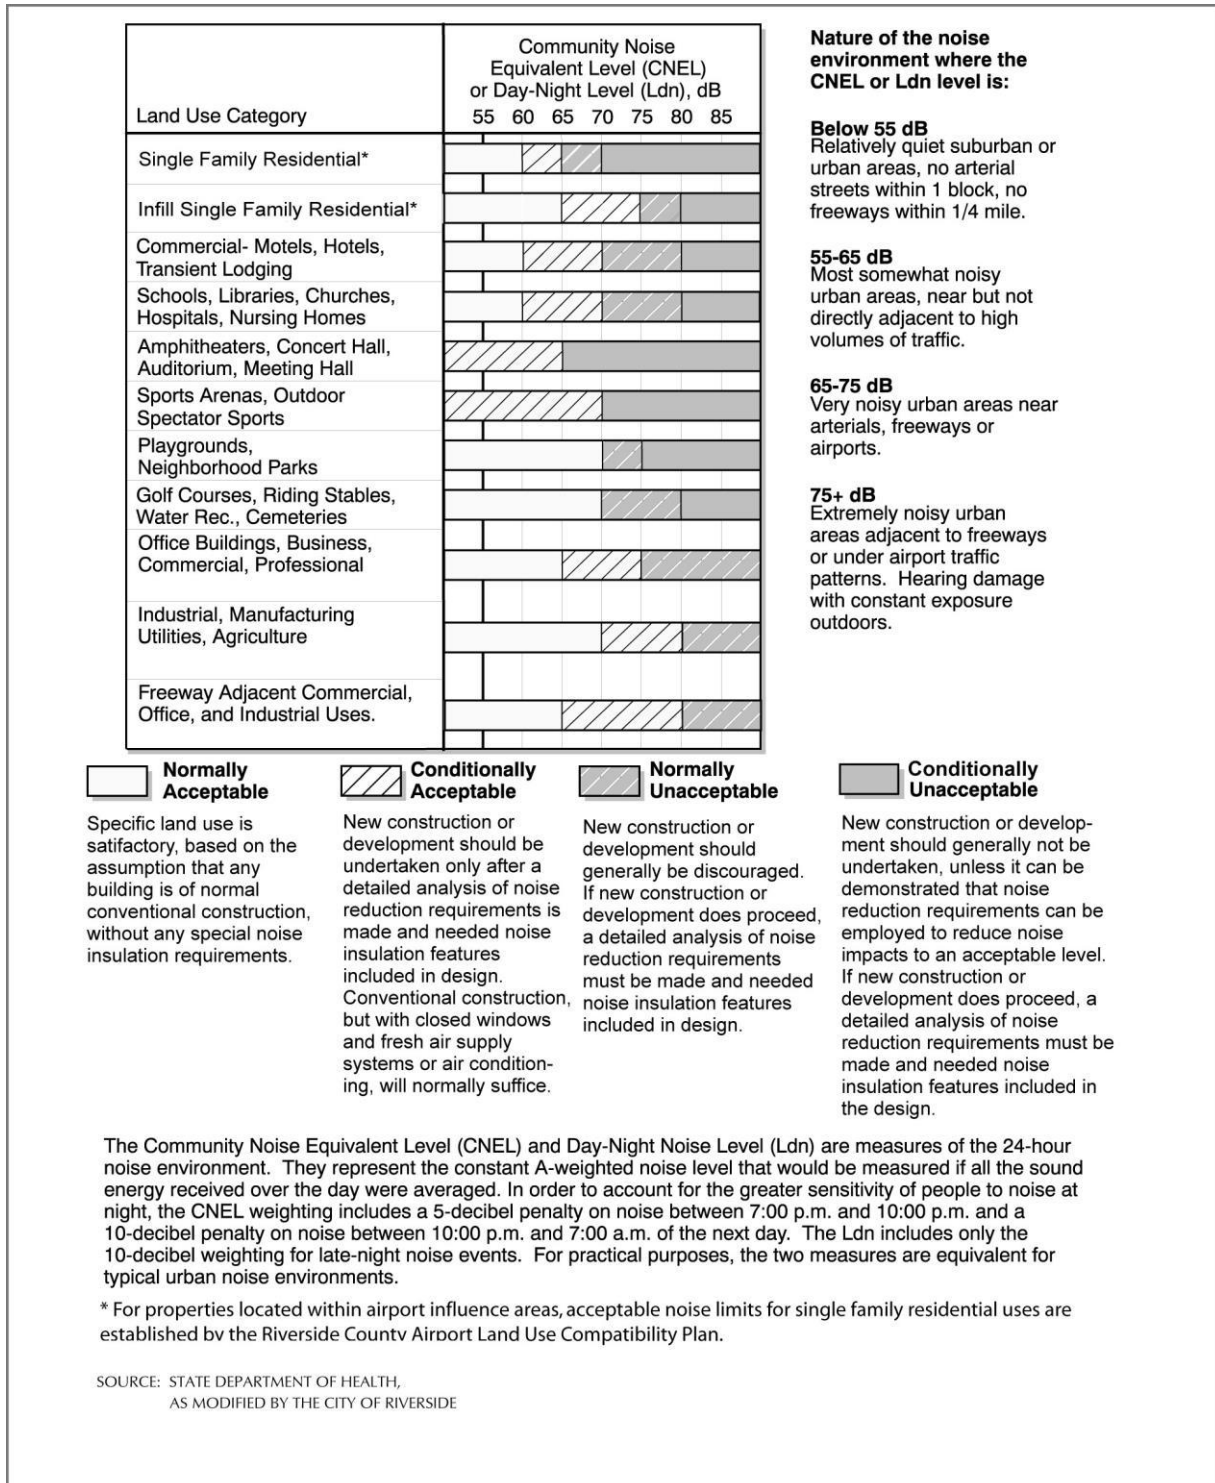 Land Use Category
Community Noise
Equivalent Level (CNEL)
or Day-Night Level (Ldn), dB
55 60 65 70 75 80 85
Single Family Residential*
Infill Single Family Residential*
Commercial- Motels, Hotels,
Transient Lodging
Schools, Libraries, Churches,
Hospitals, Nursing Homes
Amphitheaters, Concert Hall,
Auditorium, Meeting Hall
Sports Arenas, Outdoor
Spectator Sports
Playgrounds,
Neighborhood Parks
Golf Courses, Riding Stables,
Water Rec., Cemeteries
Office Buildings, Business,
Commercial, Professional
Industrial, Manufacturing
Utilities, Agriculture
Freeway Adjacent Commercial,
Office, and Industrial Uses.
Nature of the noise
environment where the
CNEL or Ldn level is:
Below 55 dB
Relatively quiet suburban or
urban areas, no arterial
streets within 1 block, no
freeways within 1/4 mile.
55-65 dB
Most somewhat noisy
urban areas, near but not
directly adjacent to high
volumes of traffic.
65-75 dB
Very noisy urban areas near
arterials, freeways or
airports.
75+ dB
Extremely noisy urban
areas adjacent to freeways
or under airport traffic
patterns. Hearing damage
with constant exposure
outdoors.
Normally
Acceptable
Specific land use is
satifactory, based on the
assumption that any
building is of normal
conventional construction,
without any special noise
insulation requirements.
Conditionally
Acceptable
New construction or
development should be
undertaken only after a
detailed analysis of noise
reduction requirements is
made and needed noise
insulation features
included in design.
Conventional construction,
but with closed windows
and fresh air supply
systems or air condition-
ing, will normally suffice.
Normally
Unacceptable
New construction or
development should
generally be discouraged.
If new construction or
development does proceed,
a detailed analysis of noise
reduction requirements
must be made and needed
noise insulation features
included in design.
Conditionally
Unacceptable
New construction or develop-
ment should generally not be
undertaken, unless it can be
demonstrated that noise
reduction requirements can be
employed to reduce noise
impacts to an acceptable level.
If new construction or
development does proceed, a
detailed analysis of noise
reduction requirements must be
made and needed noise
insulation features included in
the design.
The Community Noise Equivalent Level (CNEL) and Day-Night Noise Level (Ldn) are measures of the 24-hour
noise environment. They represent the constant A-weighted noise level that would be measured if all the sound
energy received over the day were averaged. In order to account for the greater sensitivity of people to noise at
night, the CNEL weighting includes a 5-decibel penalty on noise between 7:00 p.m. and 10:00 p.m. and a
10-decibel penalty on noise between 10:00 p.m. and 7:00 a.m. of the next day. The Ldn includes only the
10-decibel weighting for late-night noise events. For practical purposes, the two measures are equivalent for
typical urban noise environments.
* For properties located within airport influence areas, acceptable noise limits for single family residential uses are
established by the Riverside County Airport Land Use Compatibility Plan.
SOURCE: STATE DEPARTMENT OF HEALTH,
AS MODIFIED BY THE CITY OF RIVERSIDE